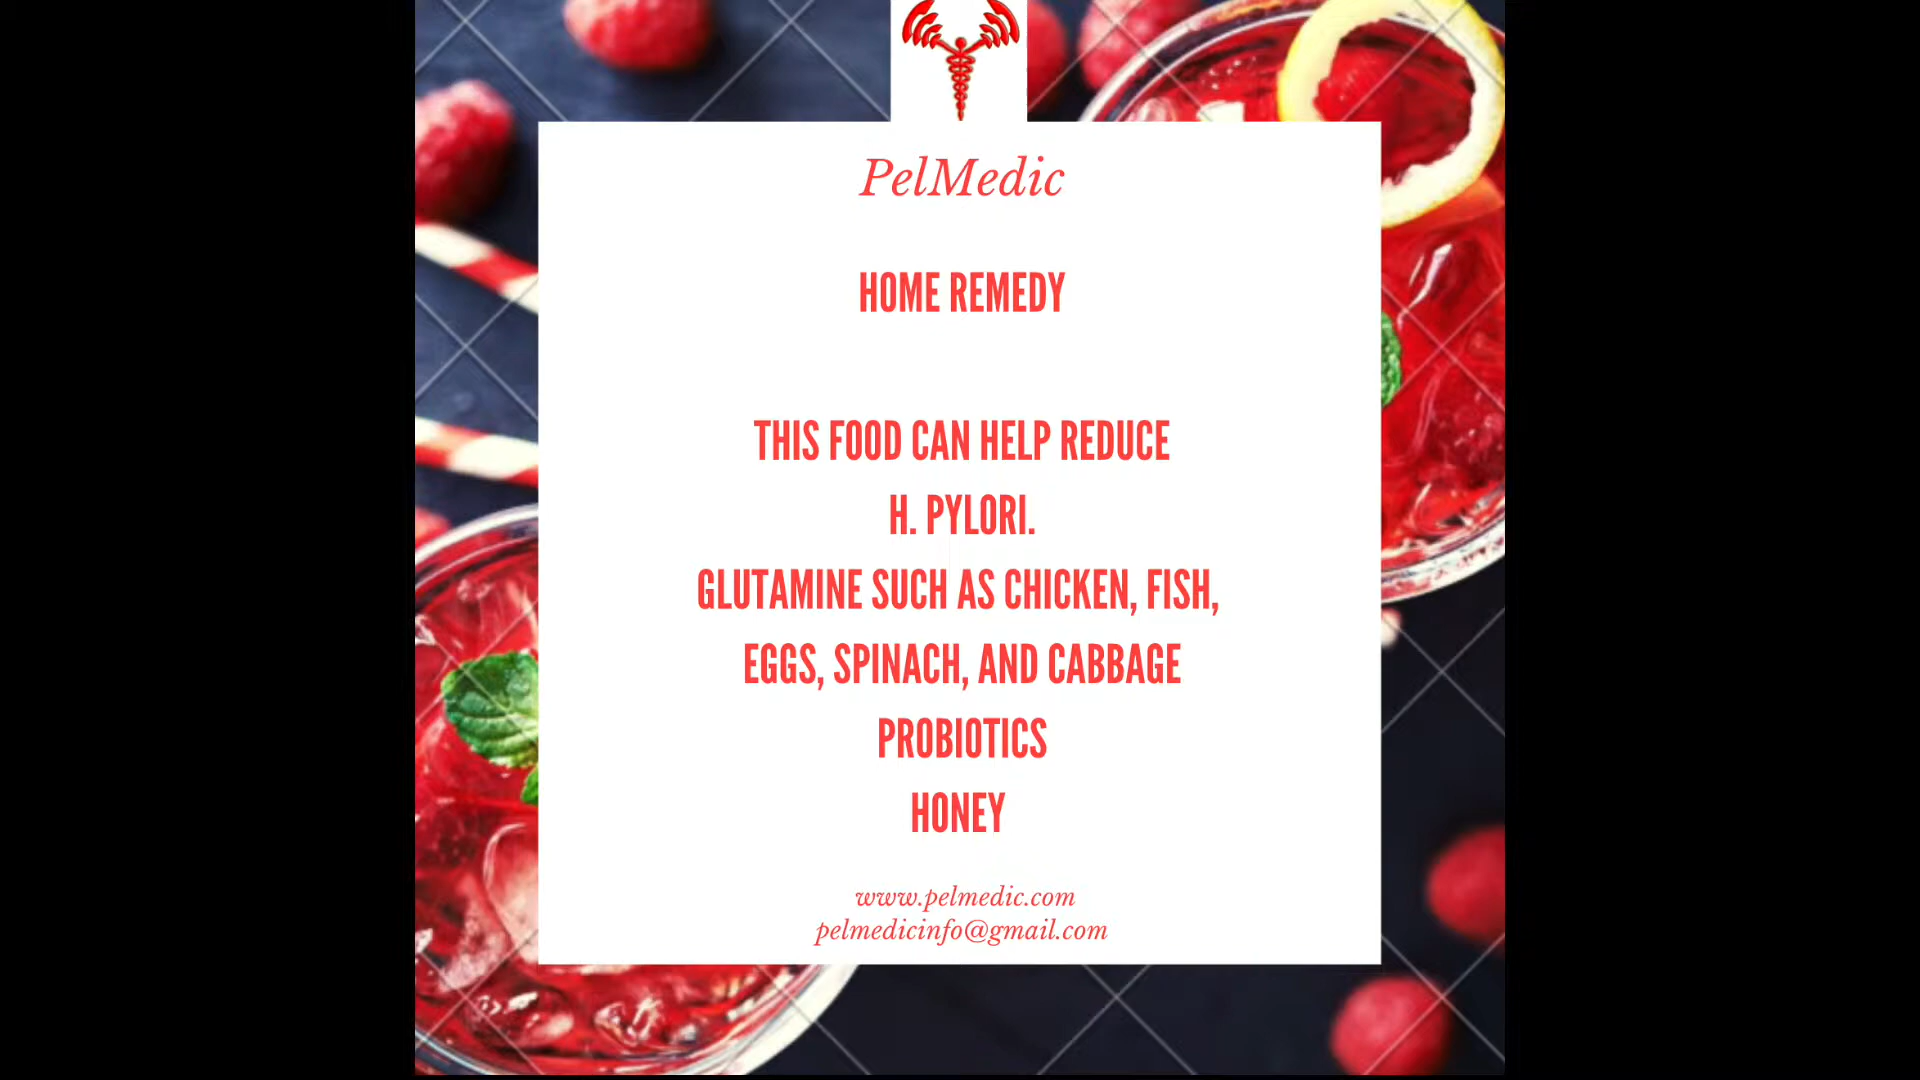 PelMedic
HOME REMEDY
THIS FOOD CAN HELP REDUCE
H. PYLORI.
GLUTAMINE SUCH AS CHICKEN, FISH,
EGGS, SPINACH, AND CABBAGE
PROBIOTICS
HONEY
www.pelmedic.com
pelmedicinfo@gmail.com